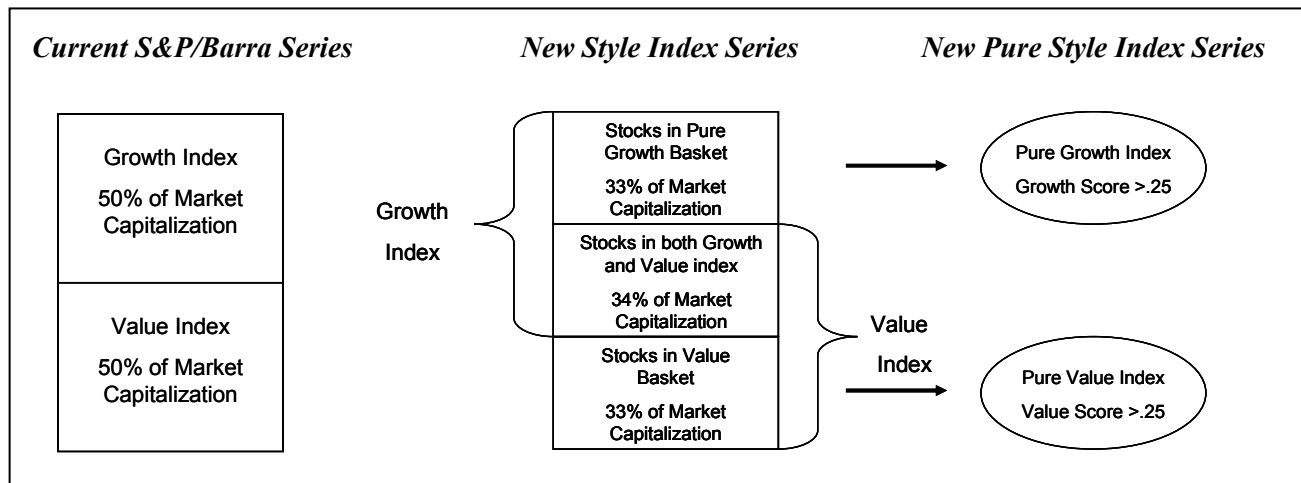 Current S&P/Barra Series
New Style Index Series
New Pure Style Index Series
Growth Index
50% of Market
Capitalization
Value Index
50% of Market
Capitalization
Growth
Index
Stocks in Pure
Growth Basket
33% of Market
Capitalization
Stocks in both Growth
and Value index
34% of Market
Capitalization
Stocks in Value
Basket
33% of Market
Capitalization
Value
Index
Pure Growth Index
Growth Score >.25
Pure Value Index
Value Score >.25